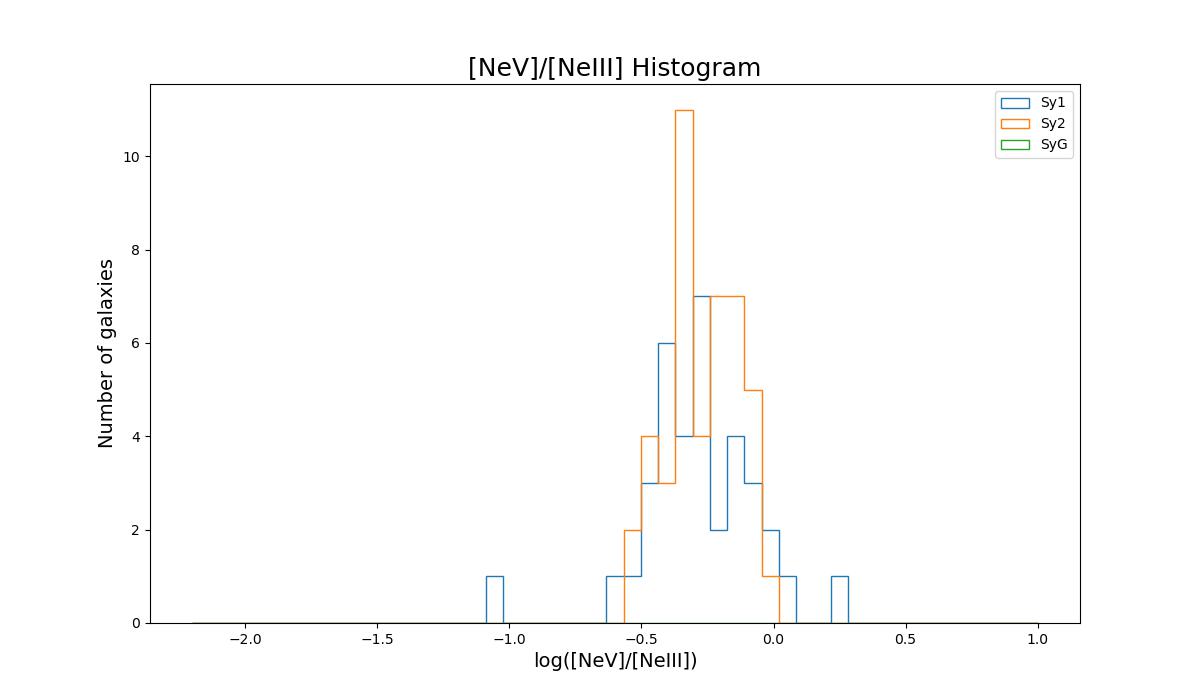 [NeV]/[NeIII] Histogram
Sy1
Sy2
SyG
Number of galaxies
10
8
6
4
2
0
−2.0 −1.5 −1.0 −0.5 0.0 0.5 1.0
log([NeV]/[NeIII])